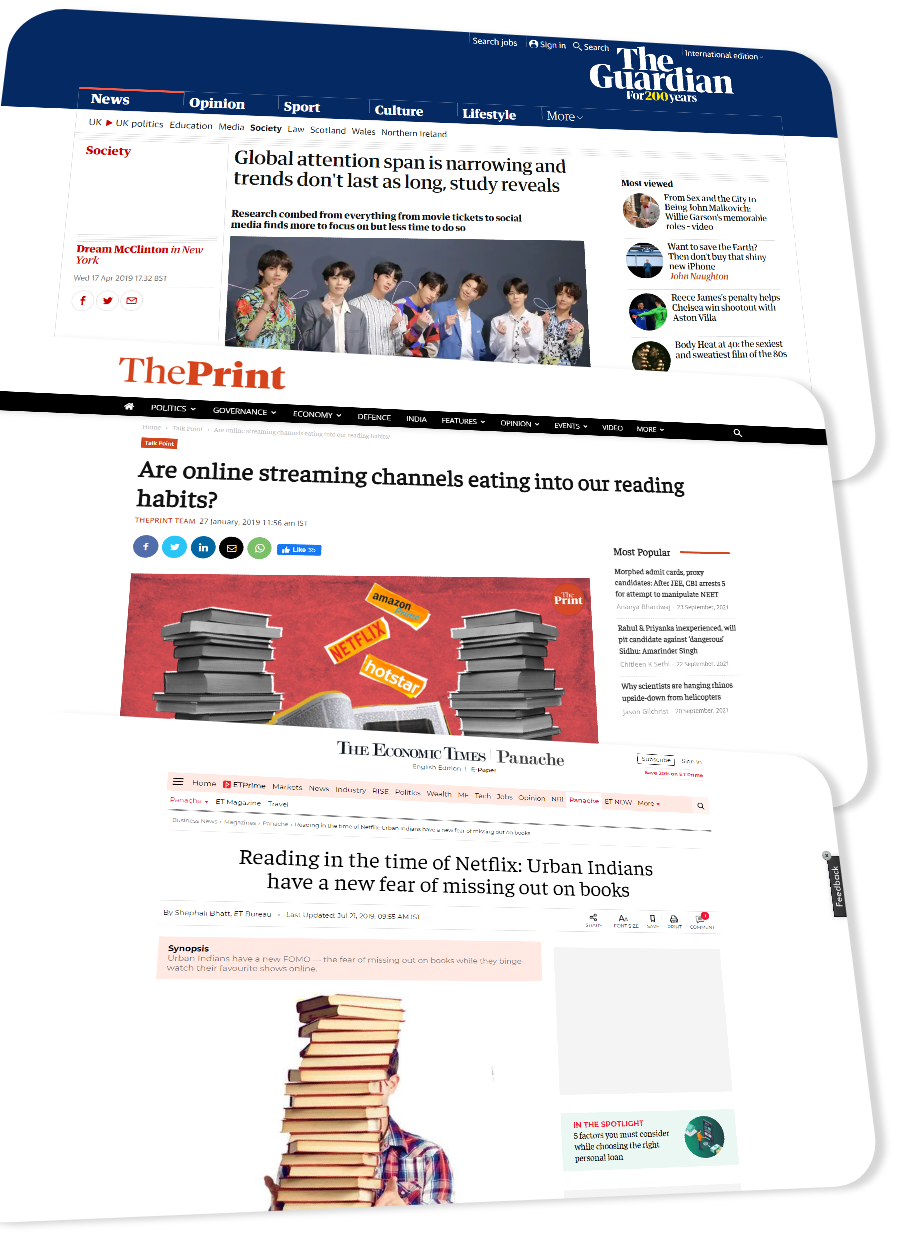 Search jobs
Sign in
Search
International edition
The
Guardian
For200years
News
Opinion
Sport
Culture
Lifestyle
More
UK
UK politics
Education
Media
Society
Law
Scotland
Wales
Northern Ireland
Society
Global attention span is narrowing and
trends don't last as long, study reveals
Research combed from everything from movie tickets to social
media finds more to focus on but less time to do so
Dream McClinton in New
York
Wed 17 Apr 2019 17.32 BST
Most viewed
From Sex and the City to
Being John Malkovich:
Willie Garson's memorable
roles – video
Want to save the Earth?
Then don't buy that shiny
new iPhone
John Naughton
Reece James's penalty helps
Chelsea win shootout with
Aston Villa
Body Heat at 40: the sexiest
and sweatiest film of the 80s
ThePrint
POLITICS
GOVERNANCE
ECONOMY
DEFENCE
INDIA
FEATURES
OPINION
EVENTS
VIDEO
MORE
Home › Talk Point › Are online streaming channels eating into our reading habits?
Talk Point
Are online streaming channels eating into our reading
habits?
THEPRINT TEAM 27 January, 2019 11:56 am IST
Like 35
The
Print
amazon
prime
NETFLIX
hotstar
Most Popular
Morphed admit cards, proxy
candidates: After JEE, CBI arrests 5
for attempt to manipulate NEET
Ananya Bhardwaj - 23 September, 2021
Rahul & Priyanka inexperienced, will
pit candidate against 'dangerous'
Sidhu: Amarinder Singh
Chitleen K Sethi - 22 September, 2021
Why scientists are hanging rhinos
upside-down from helicopters
Jason Gilchrist - 20 September, 2021
THE ECONOMIC TIMES | Panache
English Edition | E-Paper
Subscribe
Sign In
Save 20% on ET Prime
Home
ETPrime
Markets
News
Industry
RISE
Politics
Wealth
MF
Tech
Jobs
Opinion
NRI
Panache
ET NOW
More
Panache
ET Magazine
Travel
Business News › Magazines › Panache › Reading in the time of Netflix: Urban Indians have a new fear of missing out on books
Reading in the time of Netflix: Urban Indians
have a new fear of missing out on books
By Shephali Bhatt, ET Bureau • Last Updated: Jul 21, 2019, 09:55 AM IST
SHARE
FONT SIZE
SAVE
PRINT
COMMENT
Synopsis
Urban Indians have a new FOMO — the fear of missing out on books while they binge-
watch their favourite shows online.
Feedback
IN THE SPOTLIGHT
5 factors you must consider
while choosing the right
personal loan